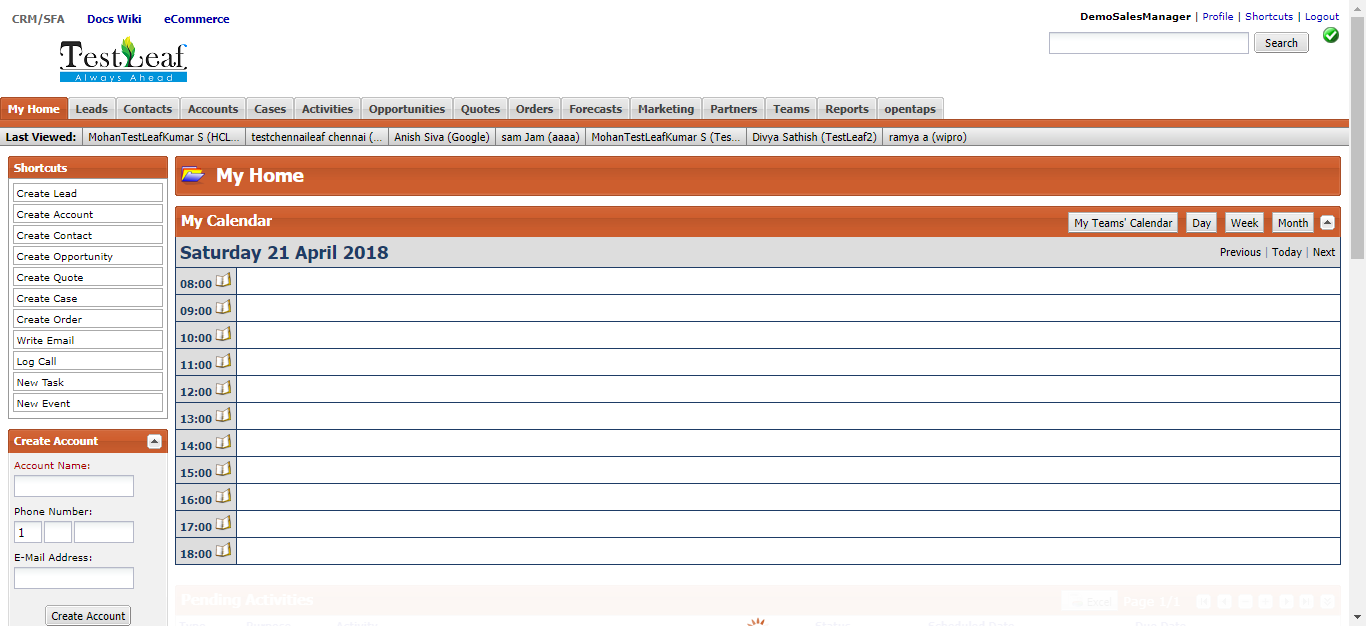 CRM/SFA Docs Wiki eCommerce
DemoSalesManager | Profile | Shortcuts | Logout
TestLeaf
Always Ahead
Search
My Home Leads Contacts Accounts Cases Activities Opportunities Quotes Orders Forecasts Marketing Partners Teams Reports opentaps
Last Viewed: MohanTestLeafKumar S (HCL... testchennaileaf chennai (... Anish Siva (Google) sam Jam (aaaa) MohanTestLeafKumar S (Tes... Divya Sathish (TestLeaf2) ramya a (wipro)
Shortcuts
Create Lead
Create Account
Create Contact
Create Opportunity
Create Quote
Create Case
Create Order
Write Email
Log Call
New Task
New Event
Create Account
Account Name:
Phone Number:
1
E-Mail Address:
Create Account
My Home
My Calendar
My Teams' Calendar Day Week Month
Saturday 21 April 2018
Previous | Today | Next
08:00
09:00
10:00
11:00
12:00
13:00
14:00
15:00
16:00
17:00
18:00
Pending Activities
Excel Page 1/1